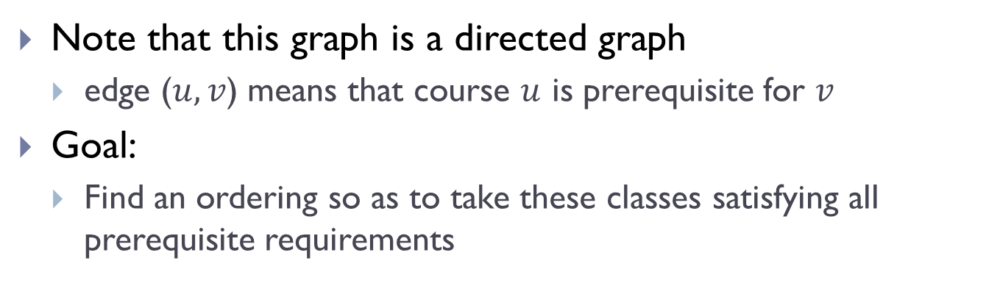 Note that this graph is a directed graph
edge (u, v) means that course u is prerequisite for v
Goal:
Find an ordering so as to take these classes satisfying all
prerequisite requirements